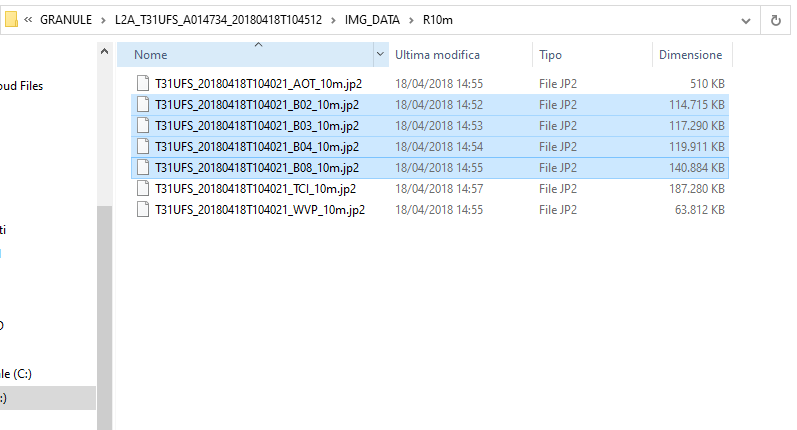 « GRANULE › L2A_T31UFS_A014734_20180418T104512 › IMG_DATA › R10m
Nome Ultima modifica Tipo Dimensione
T31UFS_20180418T104021_AOT_10m.jp2 18/04/2018 14:55 File JP2 510 KB
oud Files
T31UFS_20180418T104021_B02_10m.jp2 18/04/2018 14:52 File JP2 114.715 KB
T31UFS_20180418T104021_B03_10m.jp2 18/04/2018 14:53 File JP2 117.290 KB
T31UFS_20180418T104021_B04_10m.jp2 18/04/2018 14:54 File JP2 119.911 KB
T31UFS_20180418T104021_B08_10m.jp2 18/04/2018 14:55 File JP2 140.884 KB
T31UFS_20180418T104021_TCI_10m.jp2 18/04/2018 14:57 File JP2 187.280 KB
T31UFS_20180418T104021_WVP_10m.jp2 18/04/2018 14:55 File JP2 63.812 KB
ti
le (C:)
:)